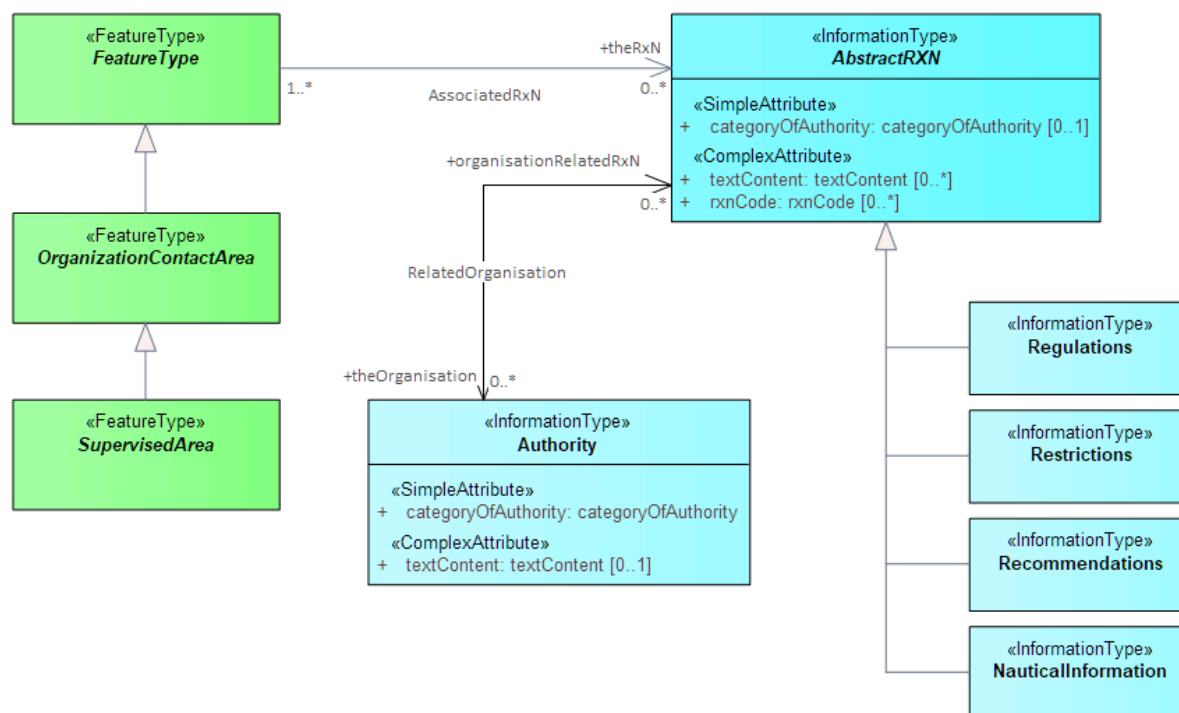 «FeatureType»
FeatureType
1..*
AssociatedRxN
+theRxN
0..*
«InformationType»
AbstractRXN
«SimpleAttribute»
+ categoryOfAuthority: categoryOfAuthority [0..1]
«ComplexAttribute»
+ textContent: textContent [0..*]
+ rxnCode: rxnCode [0..*]
«FeatureType»
OrganizationContactArea
«FeatureType»
SupervisedArea
+organisationRelatedRxN
0..*
RelatedOrganisation
+theOrganisation
0..*
«InformationType»
Authority
«SimpleAttribute»
+ categoryOfAuthority: categoryOfAuthority
«ComplexAttribute»
+ textContent: textContent [0..1]
«InformationType»
Regulations
«InformationType»
Restrictions
«InformationType»
Recommendations
«InformationType»
NauticalInformation